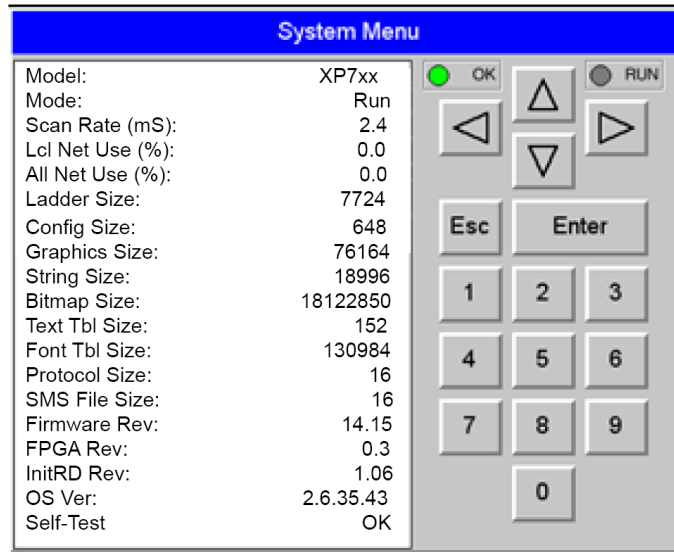 System Menu
Model: XP7xx
Mode: Run
Scan Rate (mS): 2.4
Lcl Net Use (%): 0.0
All Net Use (%): 0.0
Ladder Size: 7724
Config Size: 648
Graphics Size: 76164
String Size: 18996
Bitmap Size: 18122850
Text Tbl Size: 152
Font Tbl Size: 130984
Protocol Size: 16
SMS File Size: 16
Firmware Rev: 14.15
FPGA Rev: 0.3
InitRD Rev: 1.06
OS Ver: 2.6.35.43
Self-Test OK
OK RUN
Esc Enter
1 2 3
4 5 6
7 8 9
0